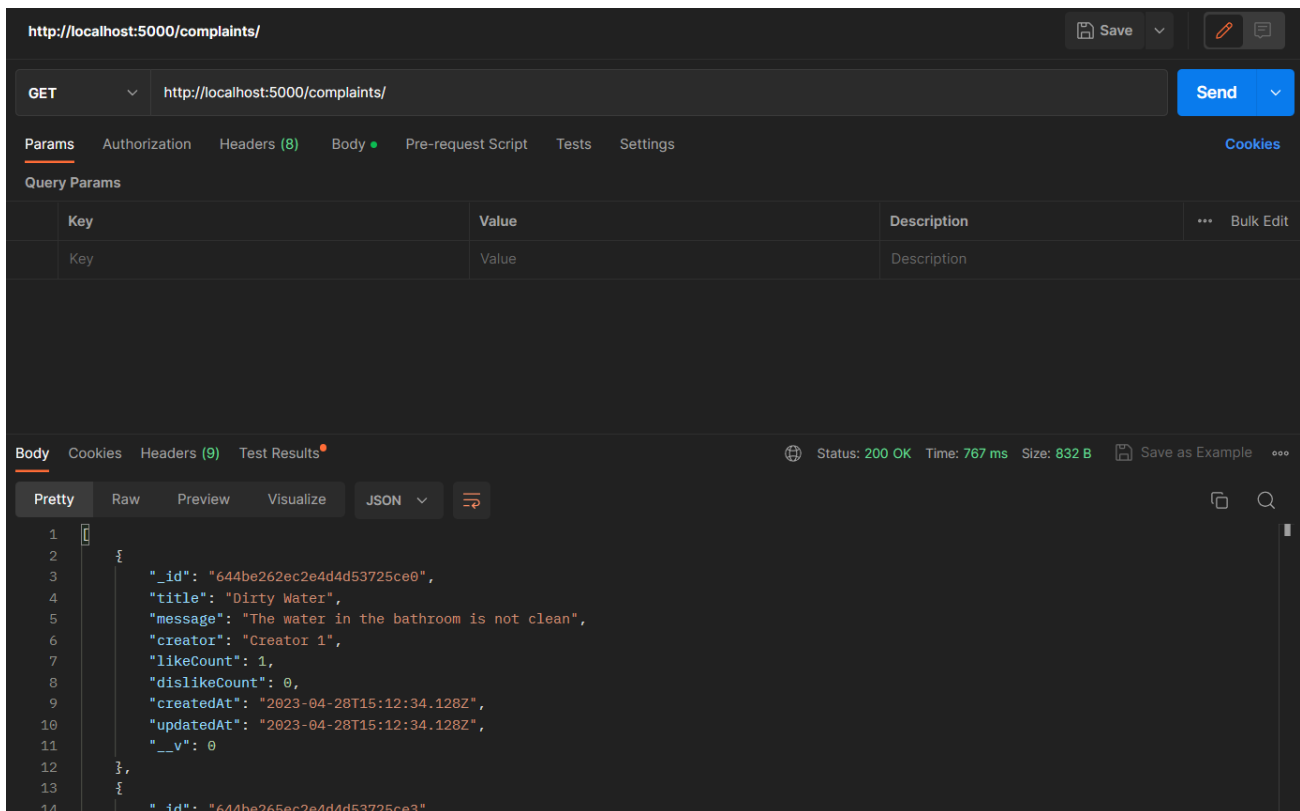 http://localhost:5000/complaints/ Save
GET http://localhost:5000/complaints/ Send
Params Authorization Headers (8) Body Pre-request Script Tests Settings Cookies
Query Params
Key Value Description Bulk Edit
Key Value Description
Body Cookies Headers (9) Test Results Status: 200 OK Time: 767 ms Size: 832 B Save as Example
Pretty Raw Preview Visualize JSON
1 [
2 {
3 "_id": "644be262ec2e4d4d53725ce0",
4 "title": "Dirty Water",
5 "message": "The water in the bathroom is not clean",
6 "creator": "Creator 1",
7 "likeCount": 1,
8 "dislikeCount": 0,
9 "createdAt": "2023-04-28T15:12:34.128Z",
10 "updatedAt": "2023-04-28T15:12:34.128Z",
11 "__v": 0
12 },
13 {
14 "_id": "644be265ec2e4d4d53725ce3"